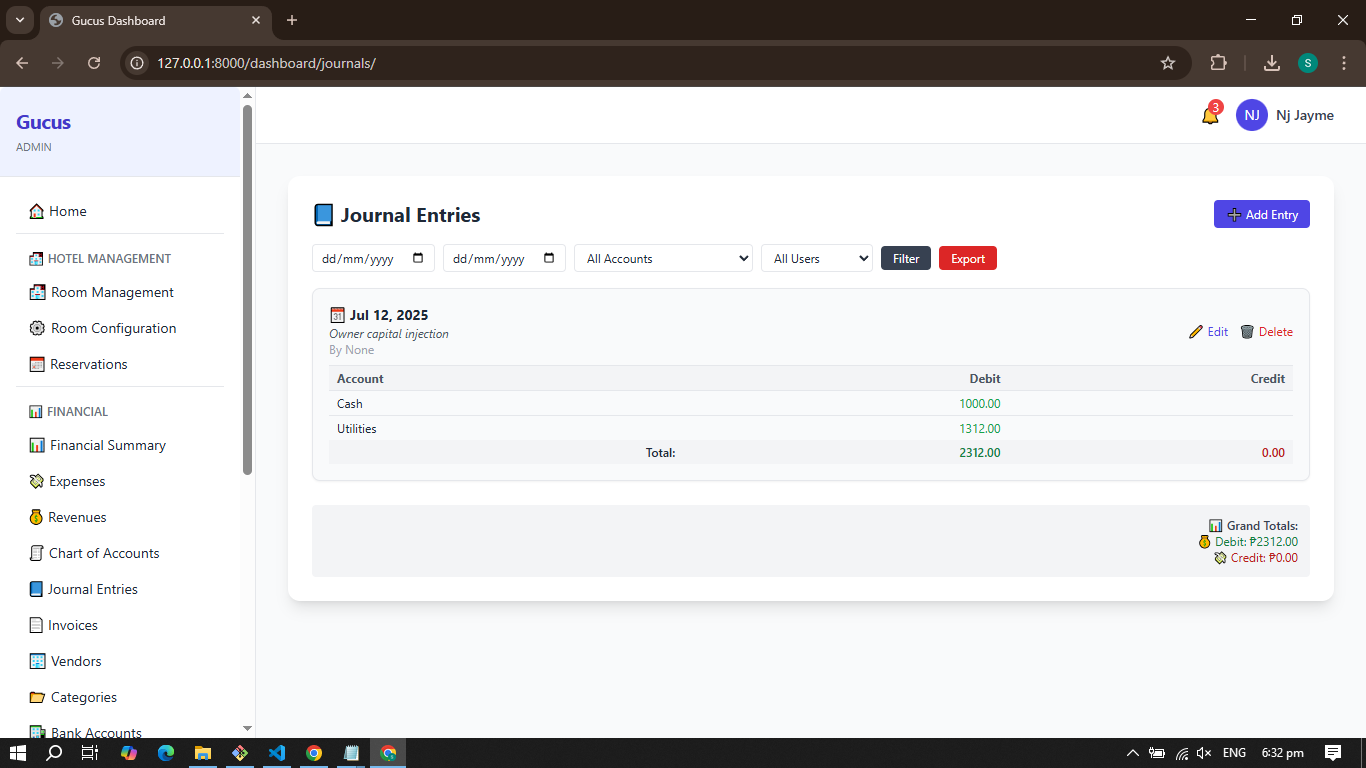 Gucus Dashboard
127.0.0.1:8000/dashboard/journals/
S
Gucus
ADMIN
3
NJ
Nj Jayme
Home
HOTEL MANAGEMENT
Room Management
Room Configuration
Reservations
FINANCIAL
Financial Summary
Expenses
Revenues
Chart of Accounts
Journal Entries
Invoices
Vendors
Categories
Bank Accounts
Journal Entries
Add Entry
dd/mm/yyyy dd/mm/yyyy All Accounts All Users Filter Export
Jul 12, 2025
Owner capital injection
By None
Edit Delete
Account Debit Credit
Cash 1000.00
Utilities 1312.00
Total: 2312.00 0.00
Grand Totals:
Debit: ₱2312.00
Credit: ₱0.00
ENG 6:32 pm